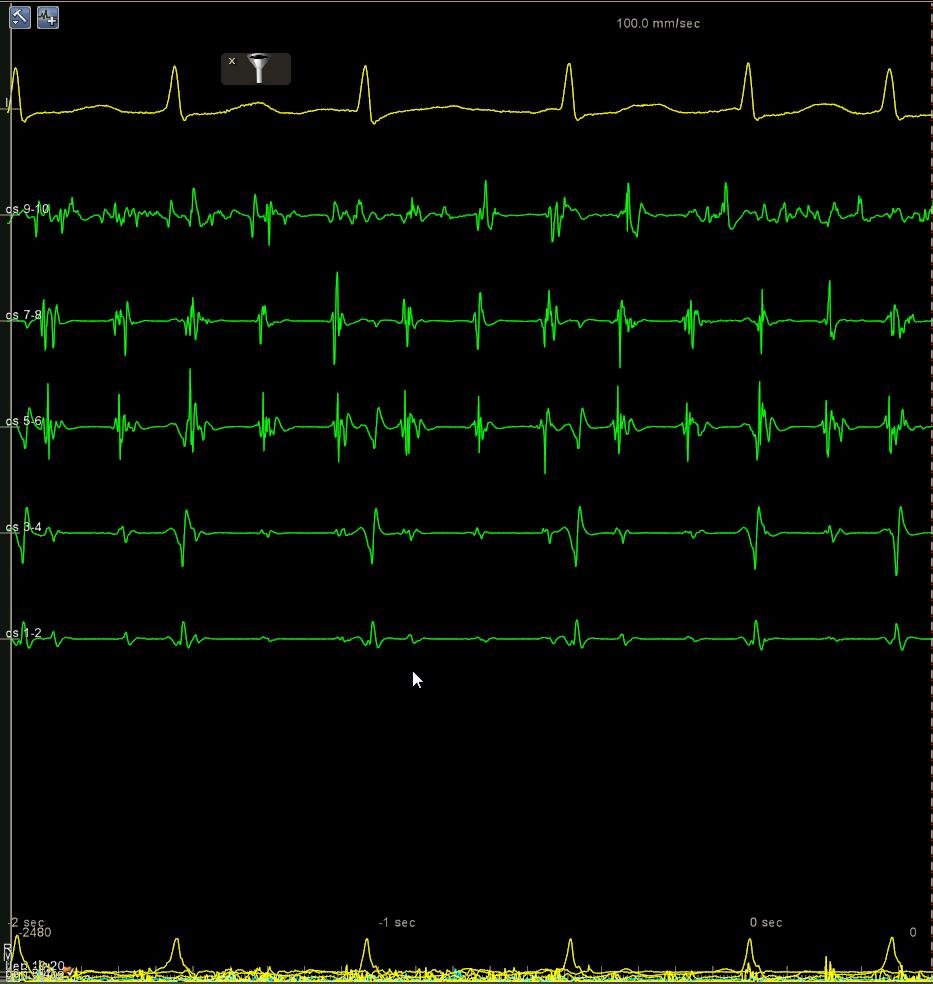 100.0 mm/sec
x
I
cs 9-10
cs 7-8
cs 5-6
cs 3-4
cs 1-2
-2 sec -1 sec 0 sec
-2480 0